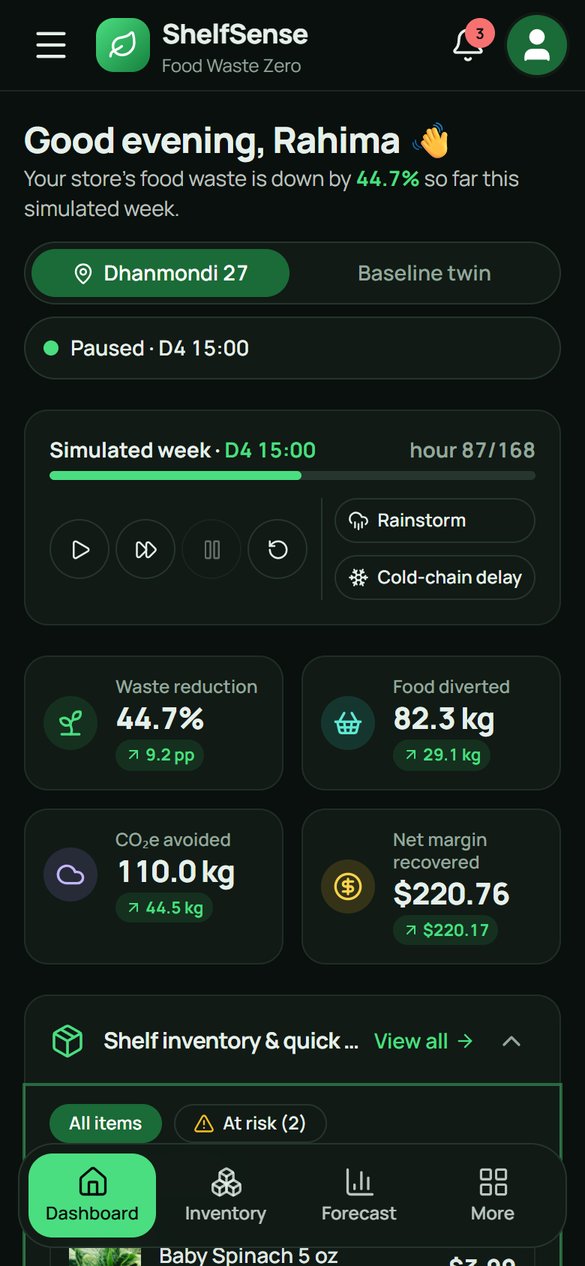 ShelfSense
Food Waste Zero
3
Good evening, Rahima 👋
Your store's food waste is down by 44.7% so far this
simulated week.
Dhanmondi 27
Baseline twin
Paused · D4 15:00
Simulated week · D4 15:00
hour 87/168
Rainstorm
Cold-chain delay
Waste reduction
44.7%
↗ 9.2 pp
Food diverted
82.3 kg
↗ 29.1 kg
CO₂e avoided
110.0 kg
↗ 44.5 kg
Net margin
recovered
$220.76
↗ $220.17
Shelf inventory & quick ...
View all →
All items
At risk (2)
Dashboard
Inventory
Forecast
More
Baby Spinach 5 oz